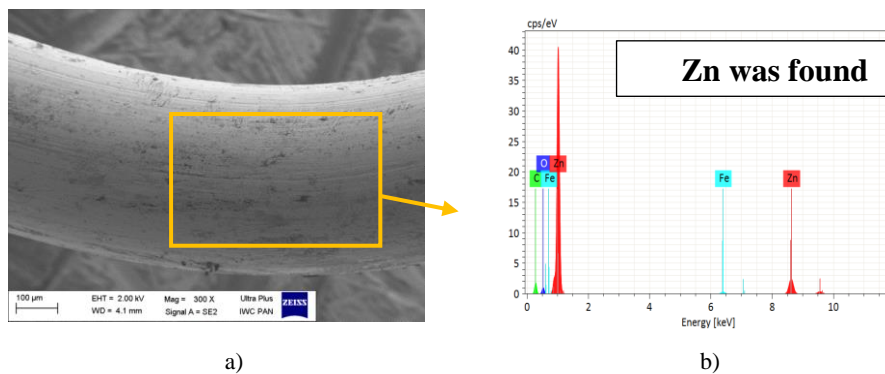 100 µm
EHT = 2.00 kV
WD = 4.1 mm
Mag = 300 X
Signal A = SE2
Ultra Plus
IWC PAN
ZEISS
a)
cps/eV
Zn was found
40
35
30
25
20
15
10
5
0
C
O
Fe
Zn
Fe
Zn
0 2 4 6 8 10
Energy [keV]
b)